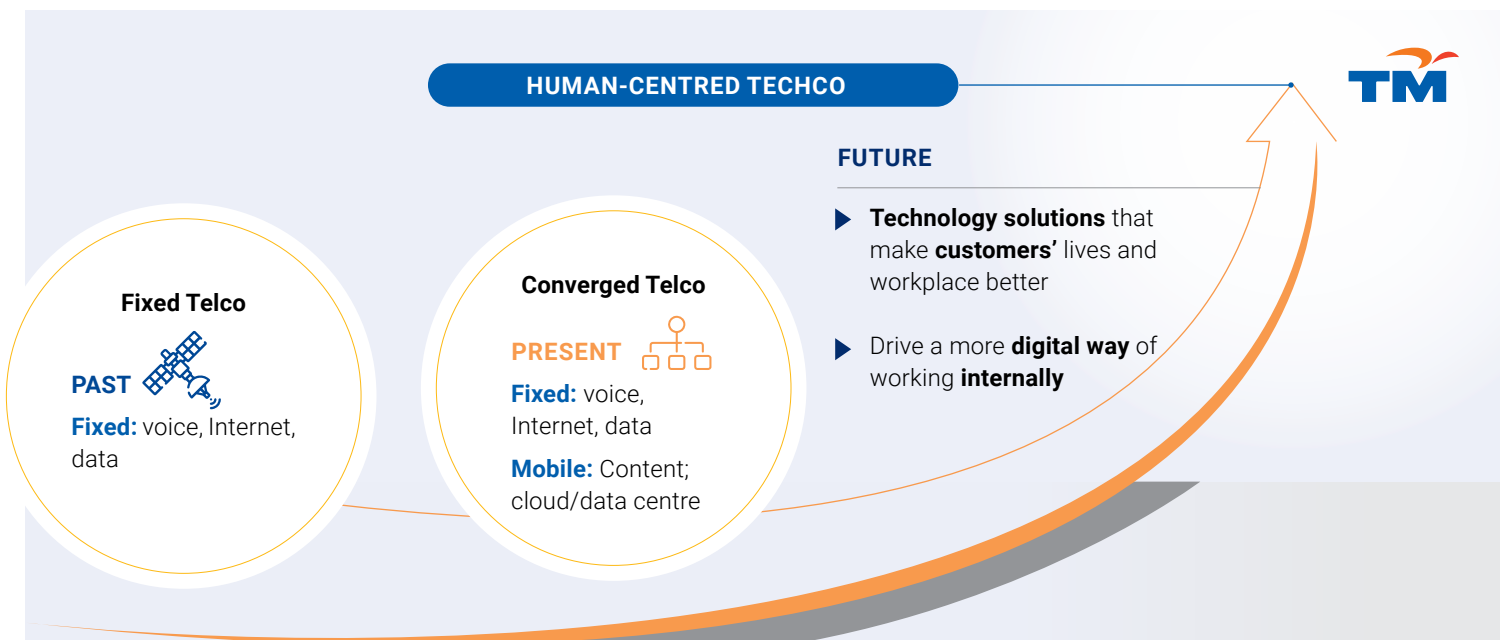 HUMAN-CENTRED TECHCO
TM
Fixed Telco
PAST
Fixed: voice, Internet,
data
Converged Telco
PRESENT
Fixed: voice,
Internet, data
Mobile: Content;
cloud/data centre
FUTURE
Technology solutions that
make customers’ lives and
workplace better
Drive a more digital way of
working internally